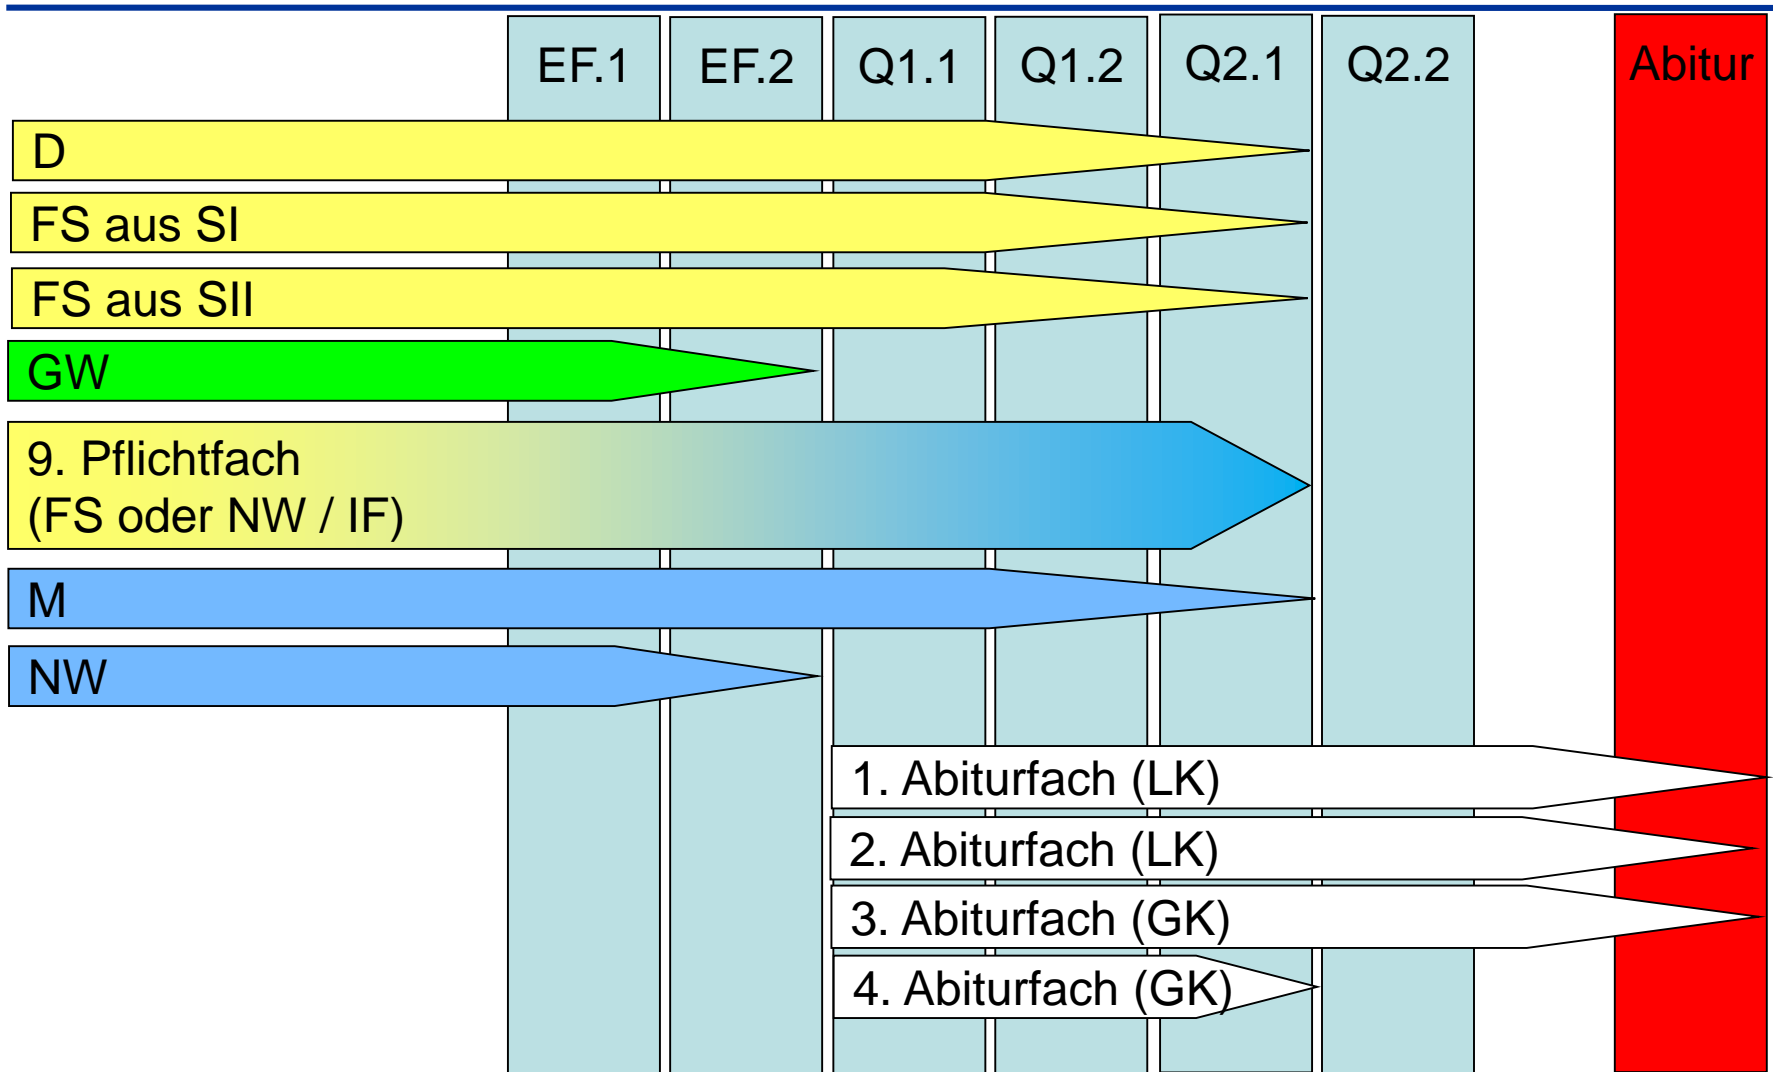 EF.1 EF.2 Q1.1 Q1.2 Q2.1 Q2.2 Abitur
D
FS aus SI
FS aus SII
GW
9. Pflichtfach
(FS oder NW / IF)
M
NW
1. Abiturfach (LK)
2. Abiturfach (LK)
3. Abiturfach (GK)
4. Abiturfach (GK)